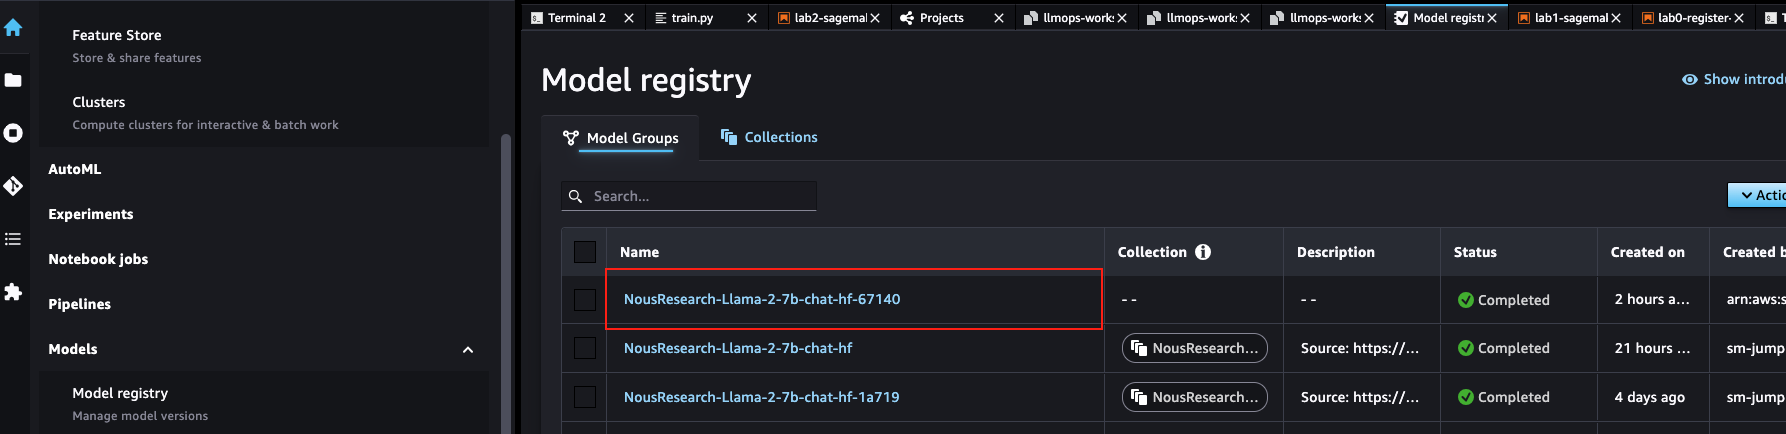 Terminal 2
train.py
lab2-sagemal
Projects
llmops-work:
llmops-work:
llmops-work:
Model registr
lab1-sagemal
lab0-register-
Feature Store
Store & share features
Clusters
Compute clusters for interactive & batch work
AutoML
Experiments
Notebook jobs
Pipelines
Models
Model registry
Manage model versions
Model registry
Show introdu
Model Groups
Collections
Search...
Actio
Name Collection Description Status Created on Created b
NousResearch-Llama-2-7b-chat-hf-67140 -- -- Completed 2 hours a... arn:aws:s
NousResearch-Llama-2-7b-chat-hf NousResearch... Source: https://... Completed 21 hours ... sm-jump
NousResearch-Llama-2-7b-chat-hf-1a719 NousResearch... Source: https://... Completed 4 days ago sm-jump